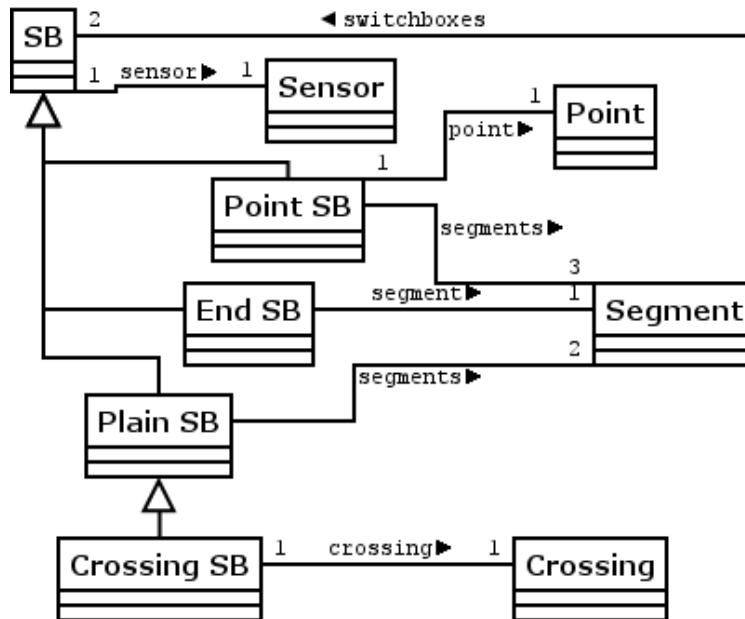 SB
2
◄ switchboxes
1
sensor►
1
Sensor
1
Point
point►
1
Point SB
segments►
3
End SB
segment►
1
Segment
2
segments►
Plain SB
Crossing SB
1
crossing►
1
Crossing